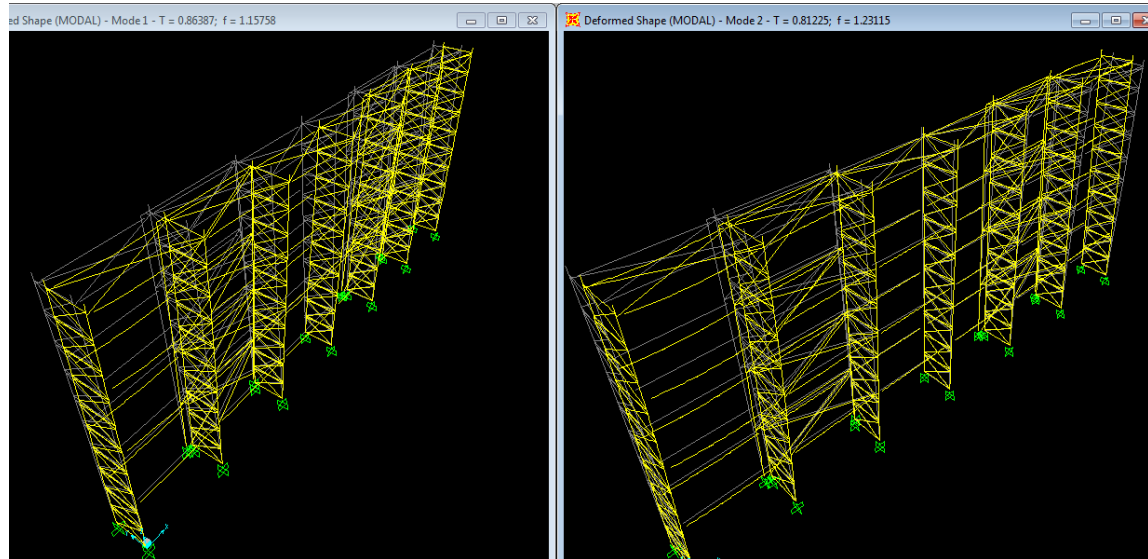 ed Shape (MODAL) - Mode 1 - T = 0.86387; f = 1.15758
Deformed Shape (MODAL) - Mode 2 - T = 0.81225; f = 1.23115